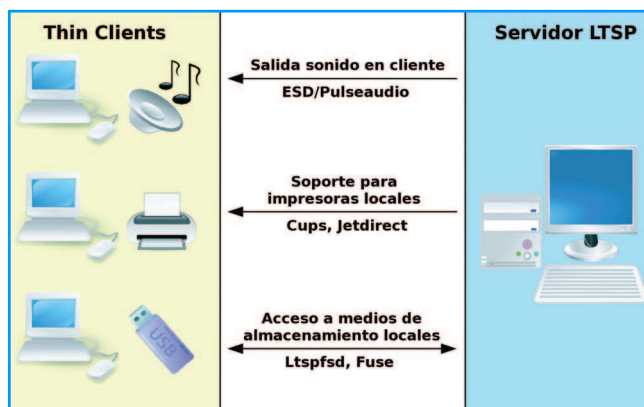 Thin Clients
Servidor LTSP
Salida sonido en cliente
ESD/Pulseaudio
Soporte para
impresoras locales
Cups, Jetdirect
Acceso a medios de
almacenamiento locales
Ltspfsd, Fuse
USB